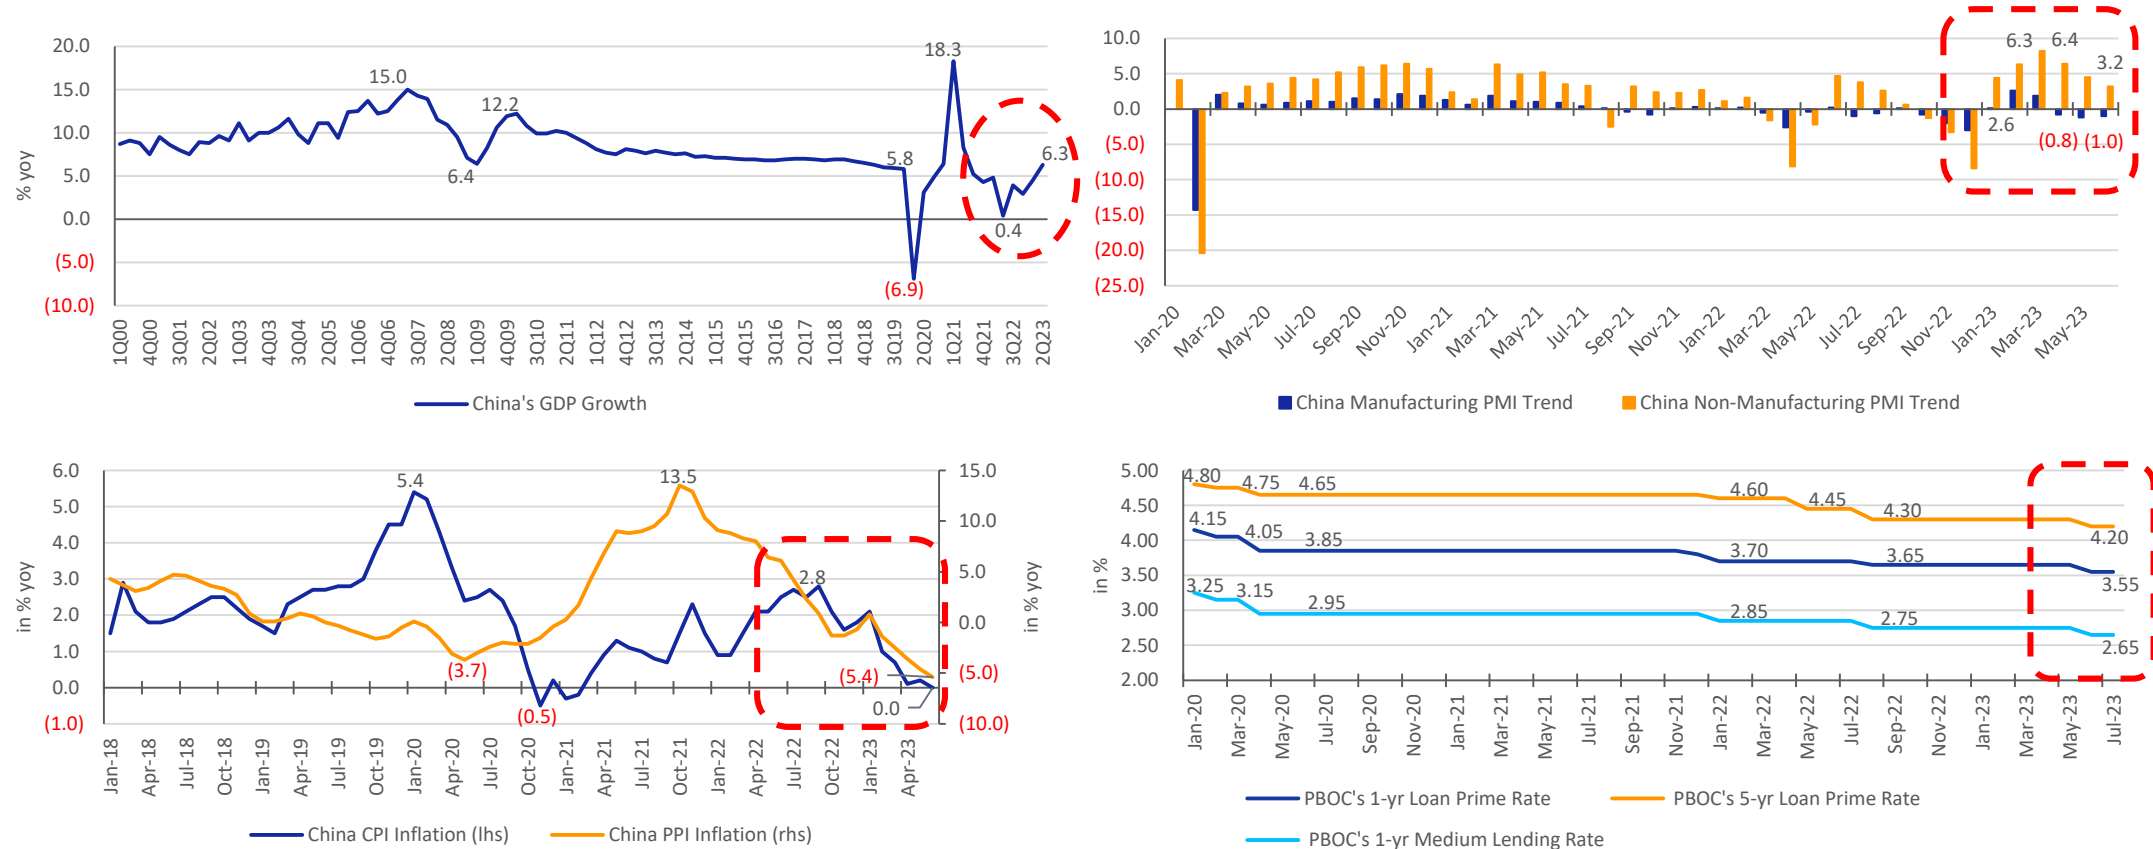 20.0
15.0
10.0
5.0
0.0
(5.0)
(10.0)
% yoy
15.0
6.4
12.2
5.8
(6.9)
18.3
0.4
6.3
1Q00
4Q00
3Q01
2Q02
1Q03
4Q03
3Q04
2Q05
1Q06
4Q06
3Q07
2Q08
1Q09
4Q09
3Q10
2Q11
1Q12
4Q12
3Q13
2Q14
1Q15
4Q15
3Q16
2Q17
1Q18
4Q18
3Q19
2Q20
1Q21
4Q21
3Q22
2Q23
China's GDP Growth
10.0
5.0
0.0
(5.0)
(10.0)
(15.0)
(20.0)
(25.0)
6.3
6.4
3.2
2.6
(0.8)
(1.0)
Jan-20
Mar-20
May-20
Jul-20
Sep-20
Nov-20
Jan-21
Mar-21
May-21
Jul-21
Sep-21
Nov-21
Jan-22
Mar-22
May-22
Jul-22
Sep-22
Nov-22
Jan-23
Mar-23
May-23
China Manufacturing PMI Trend
China Non-Manufacturing PMI Trend
6.0
5.0
4.0
3.0
2.0
1.0
0.0
(1.0)
in % yoy
15.0
10.0
5.0
0.0
(5.0)
(10.0)
in % yoy
5.4
13.5
2.8
(3.7)
(0.5)
(5.4)
0.0
Jan-18
Apr-18
Jul-18
Oct-18
Jan-19
Apr-19
Jul-19
Oct-19
Jan-20
Apr-20
Jul-20
Oct-20
Jan-21
Apr-21
Jul-21
Oct-21
Jan-22
Apr-22
Jul-22
Oct-22
Jan-23
Apr-23
China CPI Inflation (lhs)
China PPI Inflation (rhs)
5.00
4.50
4.00
3.50
3.00
2.50
2.00
in %
4.80
4.75
4.65
4.60
4.45
4.30
4.20
4.15
4.05
3.85
3.70
3.65
3.55
3.25
3.15
2.95
2.85
2.75
2.65
Jan-20
Mar-20
May-20
Jul-20
Sep-20
Nov-20
Jan-21
Mar-21
May-21
Jul-21
Sep-21
Nov-21
Jan-22
Mar-22
May-22
Jul-22
Sep-22
Nov-22
Jan-23
Mar-23
May-23
Jul-23
PBOC's 1-yr Loan Prime Rate
PBOC's 5-yr Loan Prime Rate
PBOC's 1-yr Medium Lending Rate